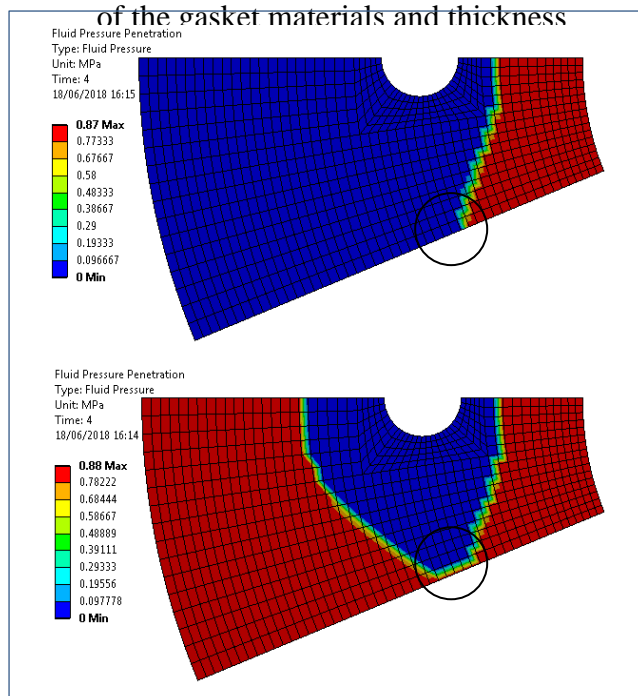 of the gasket materials and thickness
Fluid Pressure Penetration
Type: Fluid Pressure
Unit: MPa
Time: 4
18/06/2018 16:15
0.87 Max
0.77333
0.67667
0.58
0.48333
0.38667
0.29
0.19333
0.096667
0 Min
Fluid Pressure Penetration
Type: Fluid Pressure
Unit: MPa
Time: 4
18/06/2018 16:14
0.88 Max
0.78222
0.68444
0.58667
0.48889
0.39111
0.29333
0.19556
0.097778
0 Min